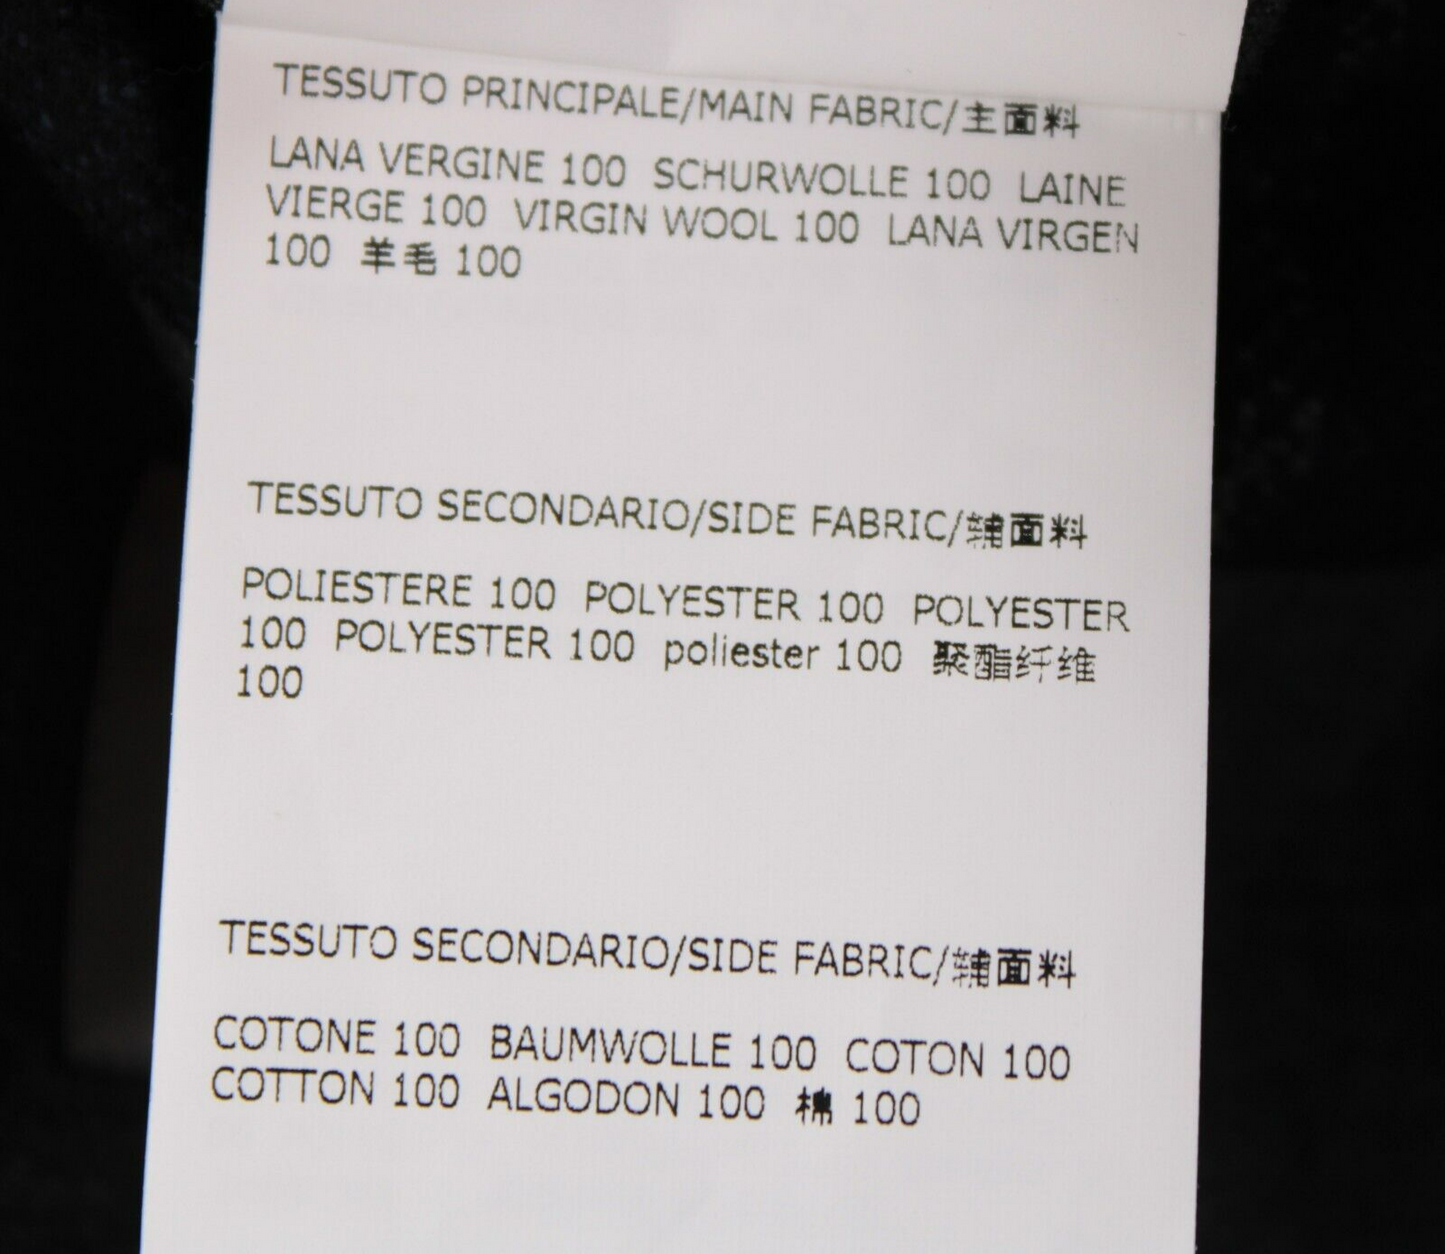 TESSUTO PRINCIPALE/MAIN FABRIC/主面料
LANA VERGINE 100 SCHURWOLLE 100 LAINE
VIERGE 100 VIRGIN WOOL 100 LANA VIRGEN
100 羊毛 100
TESSUTO SECONDARIO/SIDE FABRIC/辅面料
POLIESTERE 100 POLYESTER 100 POLYESTER
100 POLYESTER 100 poliester 100 聚酯纤维
100
TESSUTO SECONDARIO/SIDE FABRIC/辅面料
COTONE 100 BAUMWOLLE 100 COTON 100
COTTON 100 ALGODON 100 棉 100